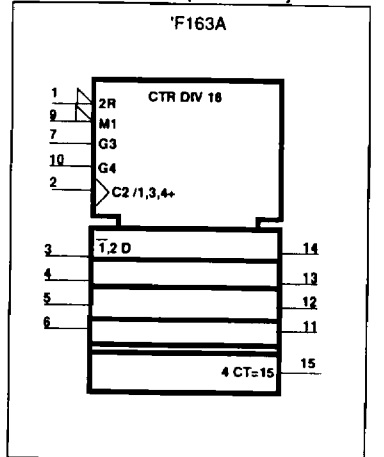 'F163A
CTR DIV 16
1 2R
9 M1
7 G3
10 G4
2 C2 /1,3,4+
3 1̅,2 D 14
4 13
5 12
6 11
4 CT=15 15